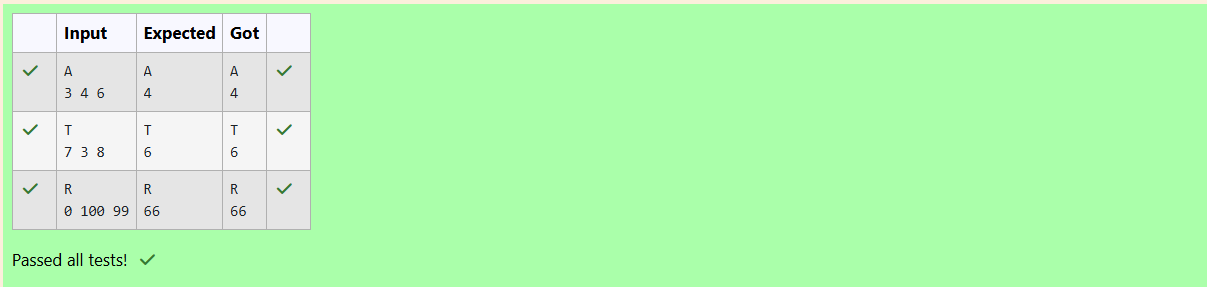 Input Expected Got
A A A
3 4 6 4 4
T T T
7 3 8 6 6
R R R
0 100 99 66 66
Passed all tests!